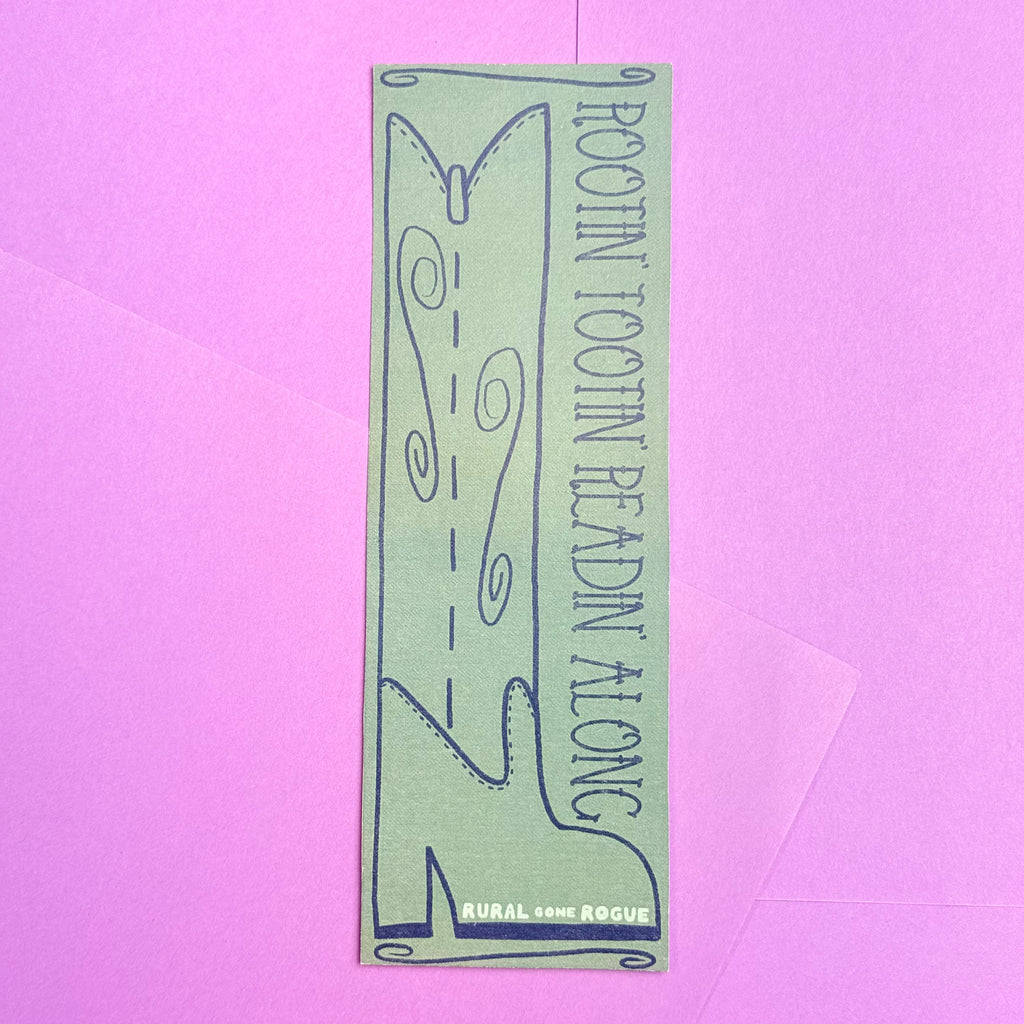 ROOTIN' TOOTIN' READIN' ALONG
RURAL GONE ROGUE